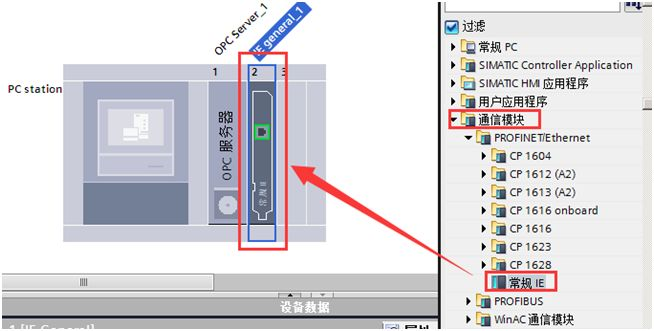 OPC Server_1
IE general_1
1
2
3
PC station
OPC 服务器
常规 IE
设备数据
1 [IE General]
属性
过滤
常规 PC
SIMATIC Controller Application
SIMATIC HMI 应用程序
用户应用程序
通信模块
PROFINET/Ethernet
CP 1604
CP 1612 (A2)
CP 1613 (A2)
CP 1616 onboard
CP 1616
CP 1623
CP 1628
常规 IE
PROFIBUS
WinAC 通信模块